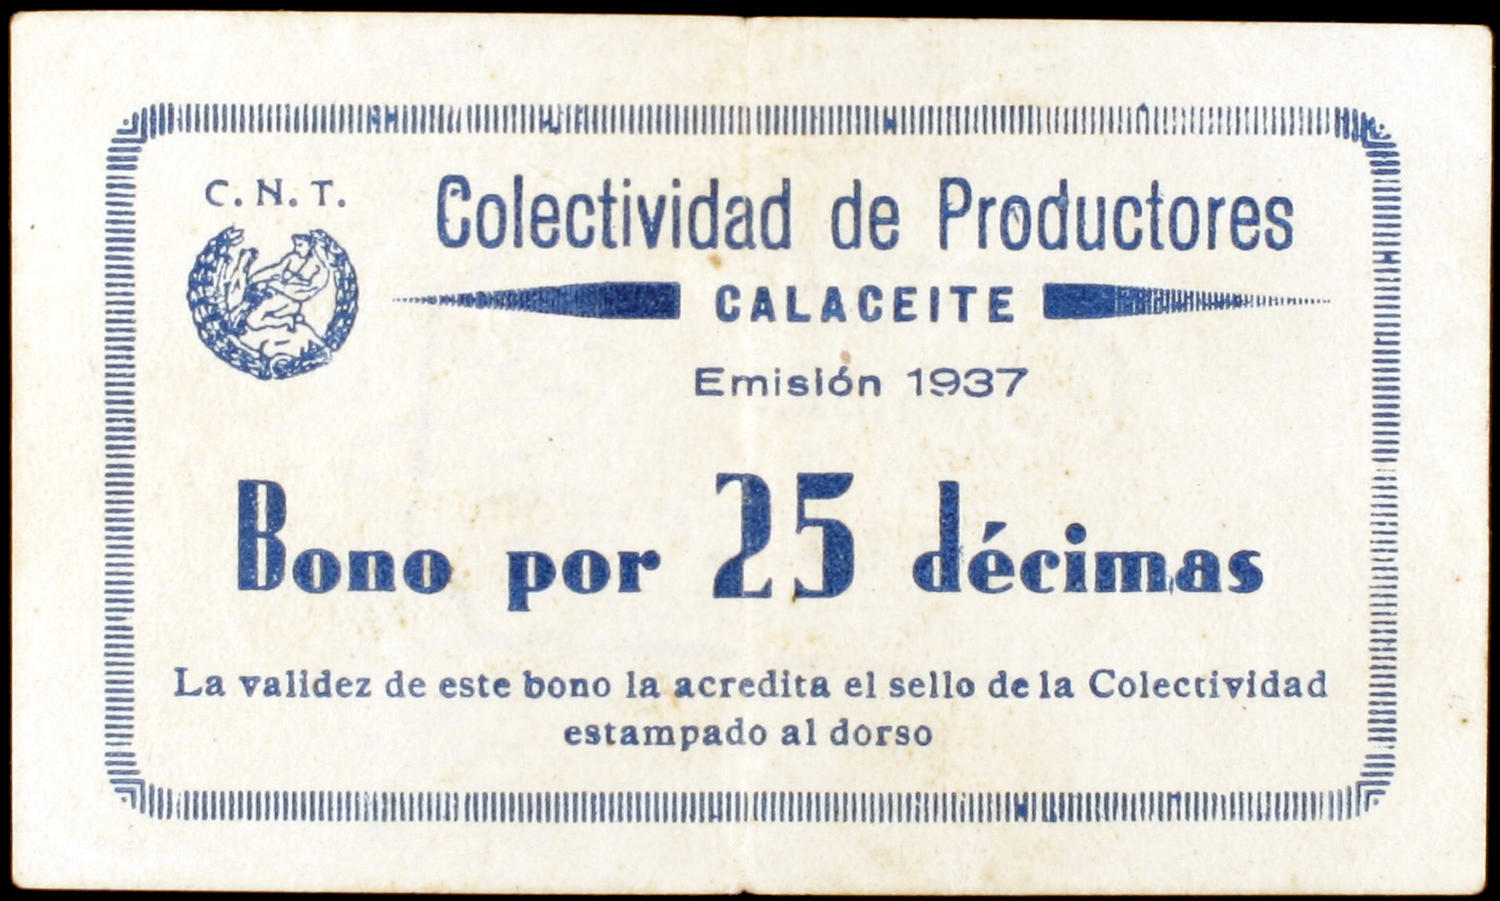 C. N. T.
Colectividad de Productores
CALACEITE
Emisión 1937
Bono por 25 décimas
La validez de este bono la acredita el sello de la Colectividad
estampado al dorso